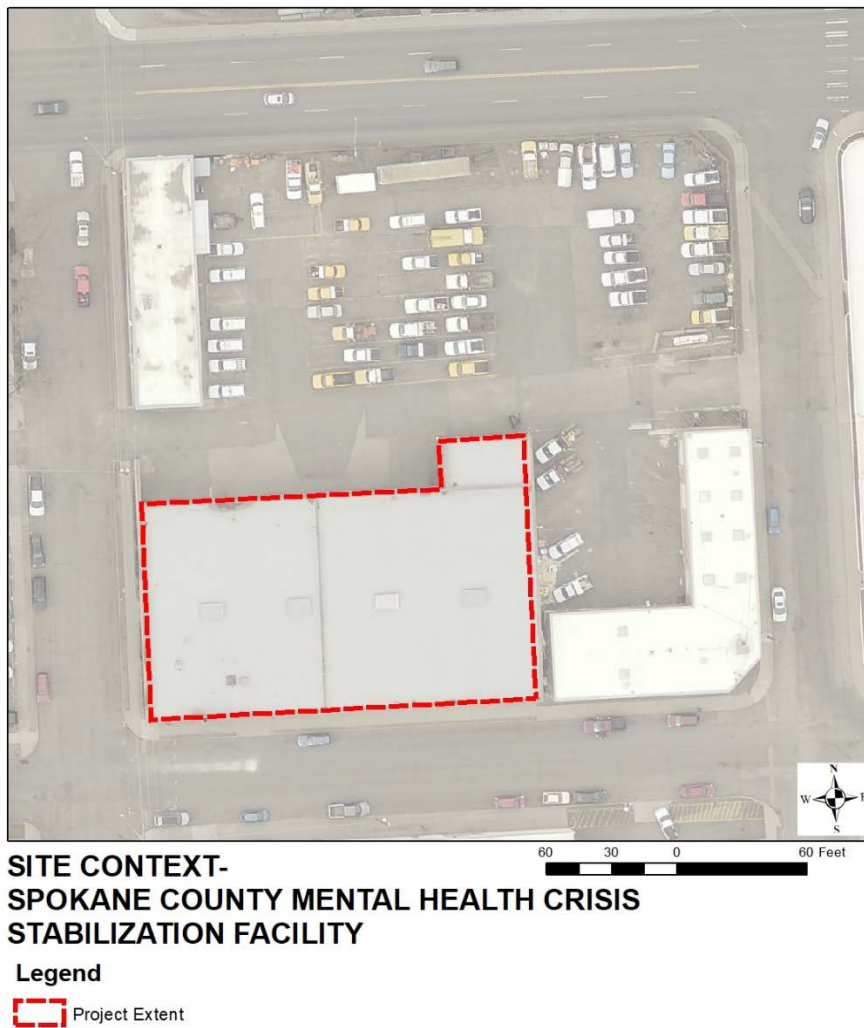 N
W E
S
60 30 0 60 Feet
SITE CONTEXT-
SPOKANE COUNTY MENTAL HEALTH CRISIS
STABILIZATION FACILITY
Legend
Project Extent